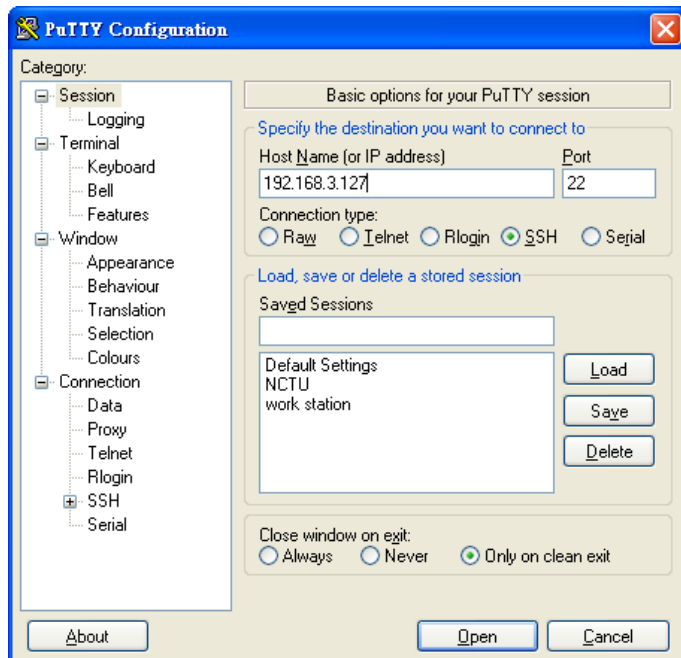 PuTTY Configuration
Category:
Session
Logging
Terminal
Keyboard
Bell
Features
Window
Appearance
Behaviour
Translation
Selection
Colours
Connection
Data
Proxy
Telnet
Rlogin
SSH
Serial
Basic options for your PuTTY session
Specify the destination you want to connect to
Host Name (or IP address) Port
192.168.3.127 22
Connection type:
Raw Telnet Rlogin SSH Serial
Load, save or delete a stored session
Saved Sessions
Default Settings
NCTU
work station
Load
Save
Delete
Close window on exit:
Always Never Only on clean exit
About Open Cancel